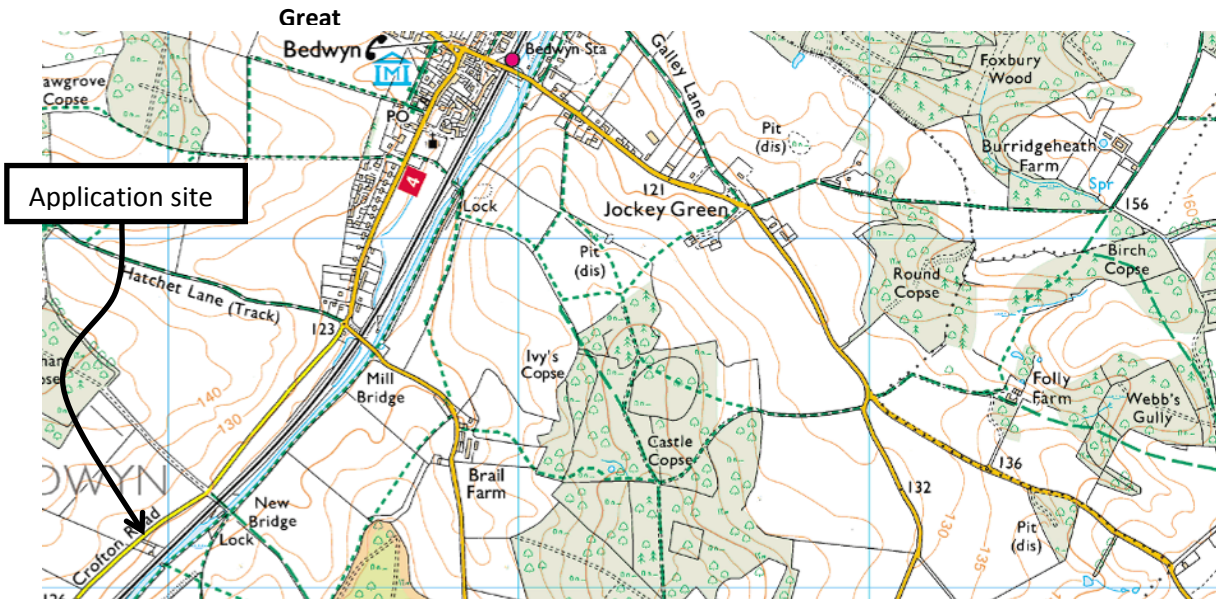 Great
Bedwyn
Bedwyn Sta
Galley Lane
Foxbury
Wood
awgrove
Copse
M
PO
Pit
(dis)
Burridgeheath
Farm
Spr
4
Application site
Lock
121
Jockey Green
156
160
Pit
(dis)
Round
Copse
Birch
Copse
Hatchet Lane (Track)
123
Ivy's
Copse
Mill
Bridge
140
130
Folly
Farm
Webb's
Gully
Castle
Copse
Brail
Farm
136
132
DWYN
New
Bridge
Lock
Crofton Road
130
135
Pit
(dis)